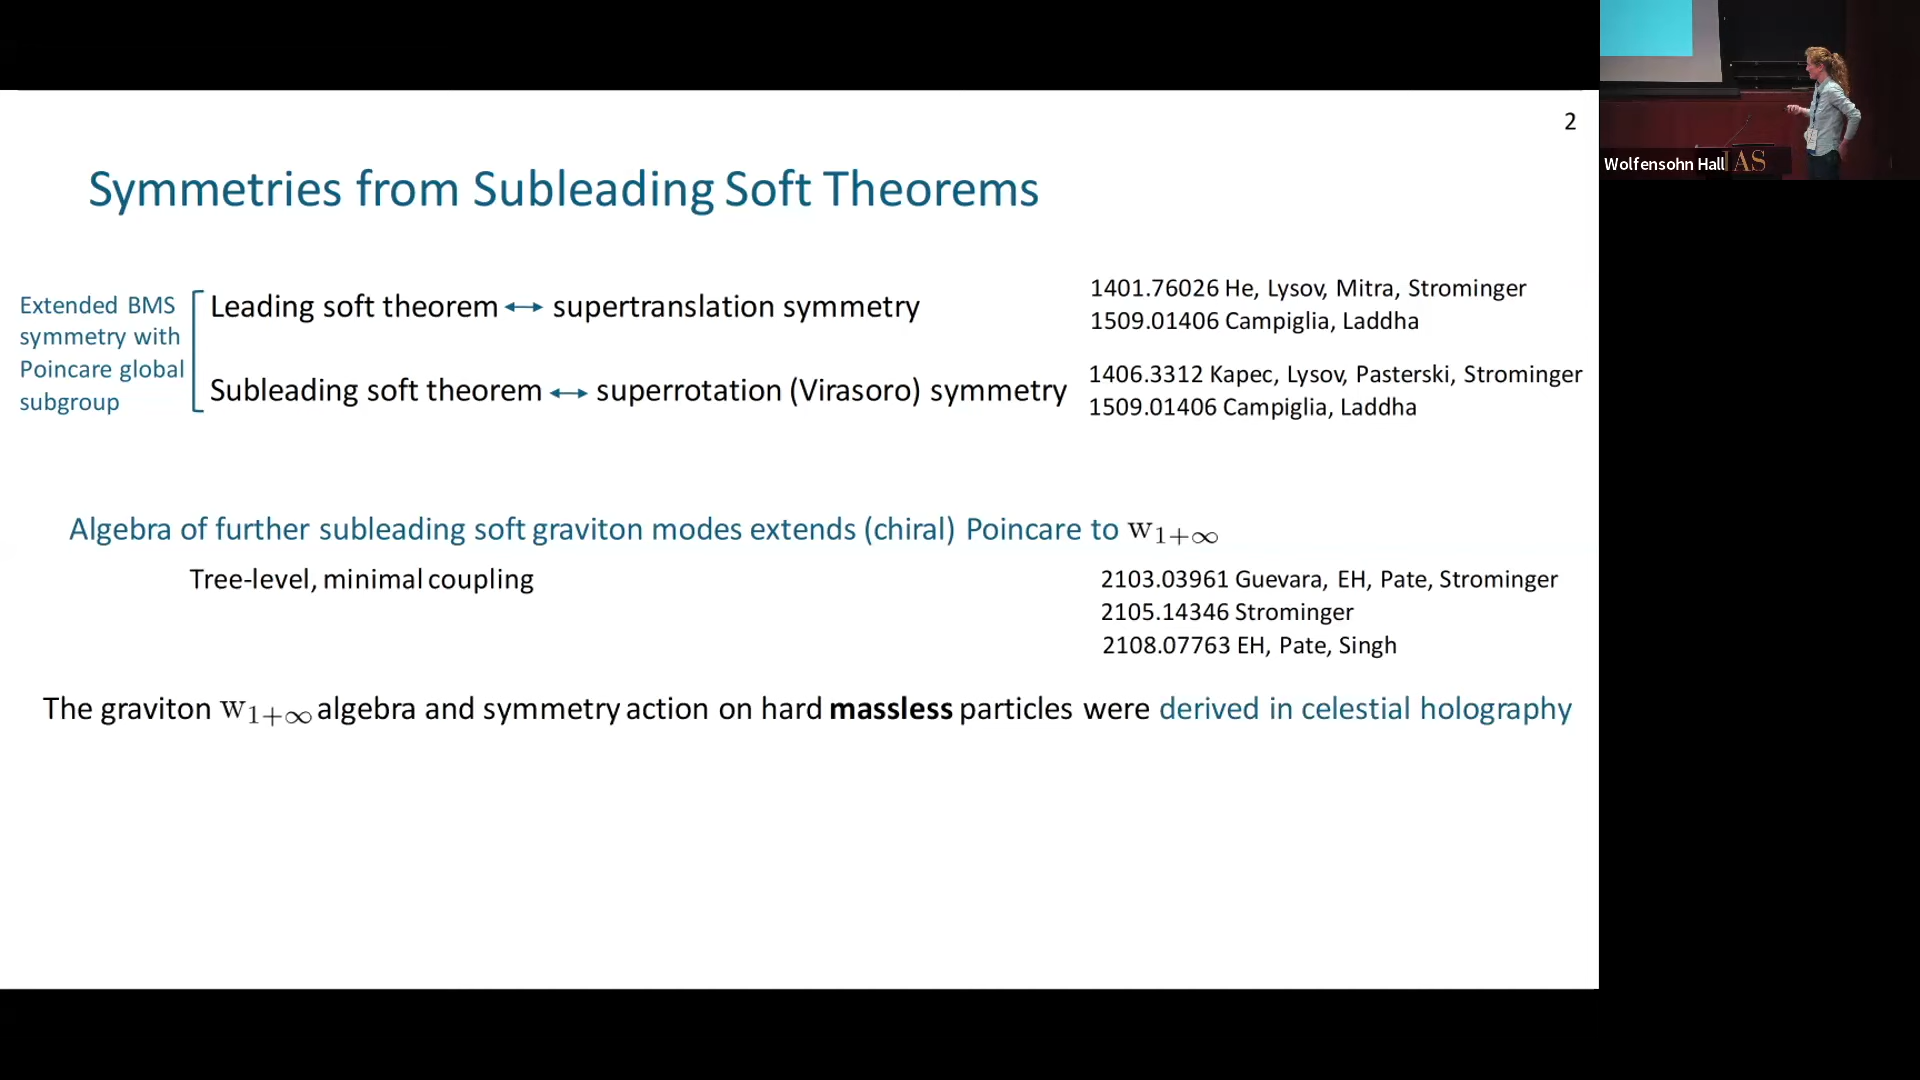 2
Symmetries from Subleading Soft Theorems
Extended BMS
symmetry with
Poincare global
subgroup
Leading soft theorem ↔ supertranslation symmetry
1401.76026 He, Lysov, Mitra, Strominger
1509.01406 Campiglia, Laddha
Subleading soft theorem ↔ superrotation (Virasoro) symmetry
1406.3312 Kapec, Lysov, Pasterski, Strominger
1509.01406 Campiglia, Laddha
Algebra of further subleading soft graviton modes extends (chiral) Poincare to w₁₊∞
Tree-level, minimal coupling
2103.03961 Guevara, EH, Pate, Strominger
2105.14346 Strominger
2108.07763 EH, Pate, Singh
The graviton w₁₊∞ algebra and symmetry action on hard massless particles were derived in celestial holography
Wolfensohn Hall
IAS